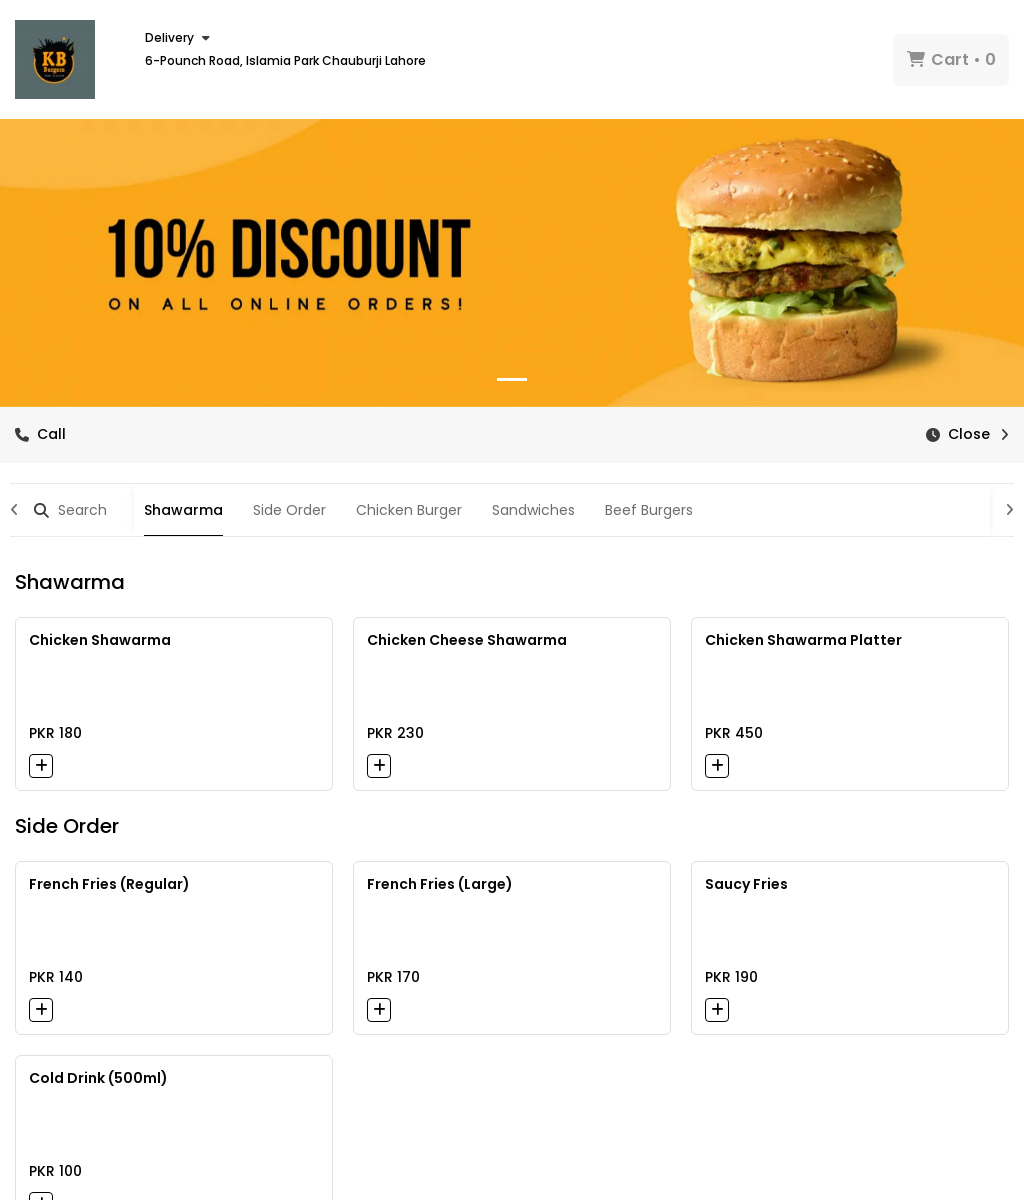 KB
Burgers
Delivery
6-Pounch Road, Islamia Park Chauburji Lahore
Cart • 0
10% DISCOUNT
ON ALL ONLINE ORDERS!
Call
Close
Search
Shawarma
Side Order
Chicken Burger
Sandwiches
Beef Burgers
Shawarma
Chicken Shawarma
Chicken Cheese Shawarma
Chicken Shawarma Platter
PKR 180
PKR 230
PKR 450
Side Order
French Fries (Regular)
French Fries (Large)
Saucy Fries
PKR 140
PKR 170
PKR 190
Cold Drink (500ml)
PKR 100